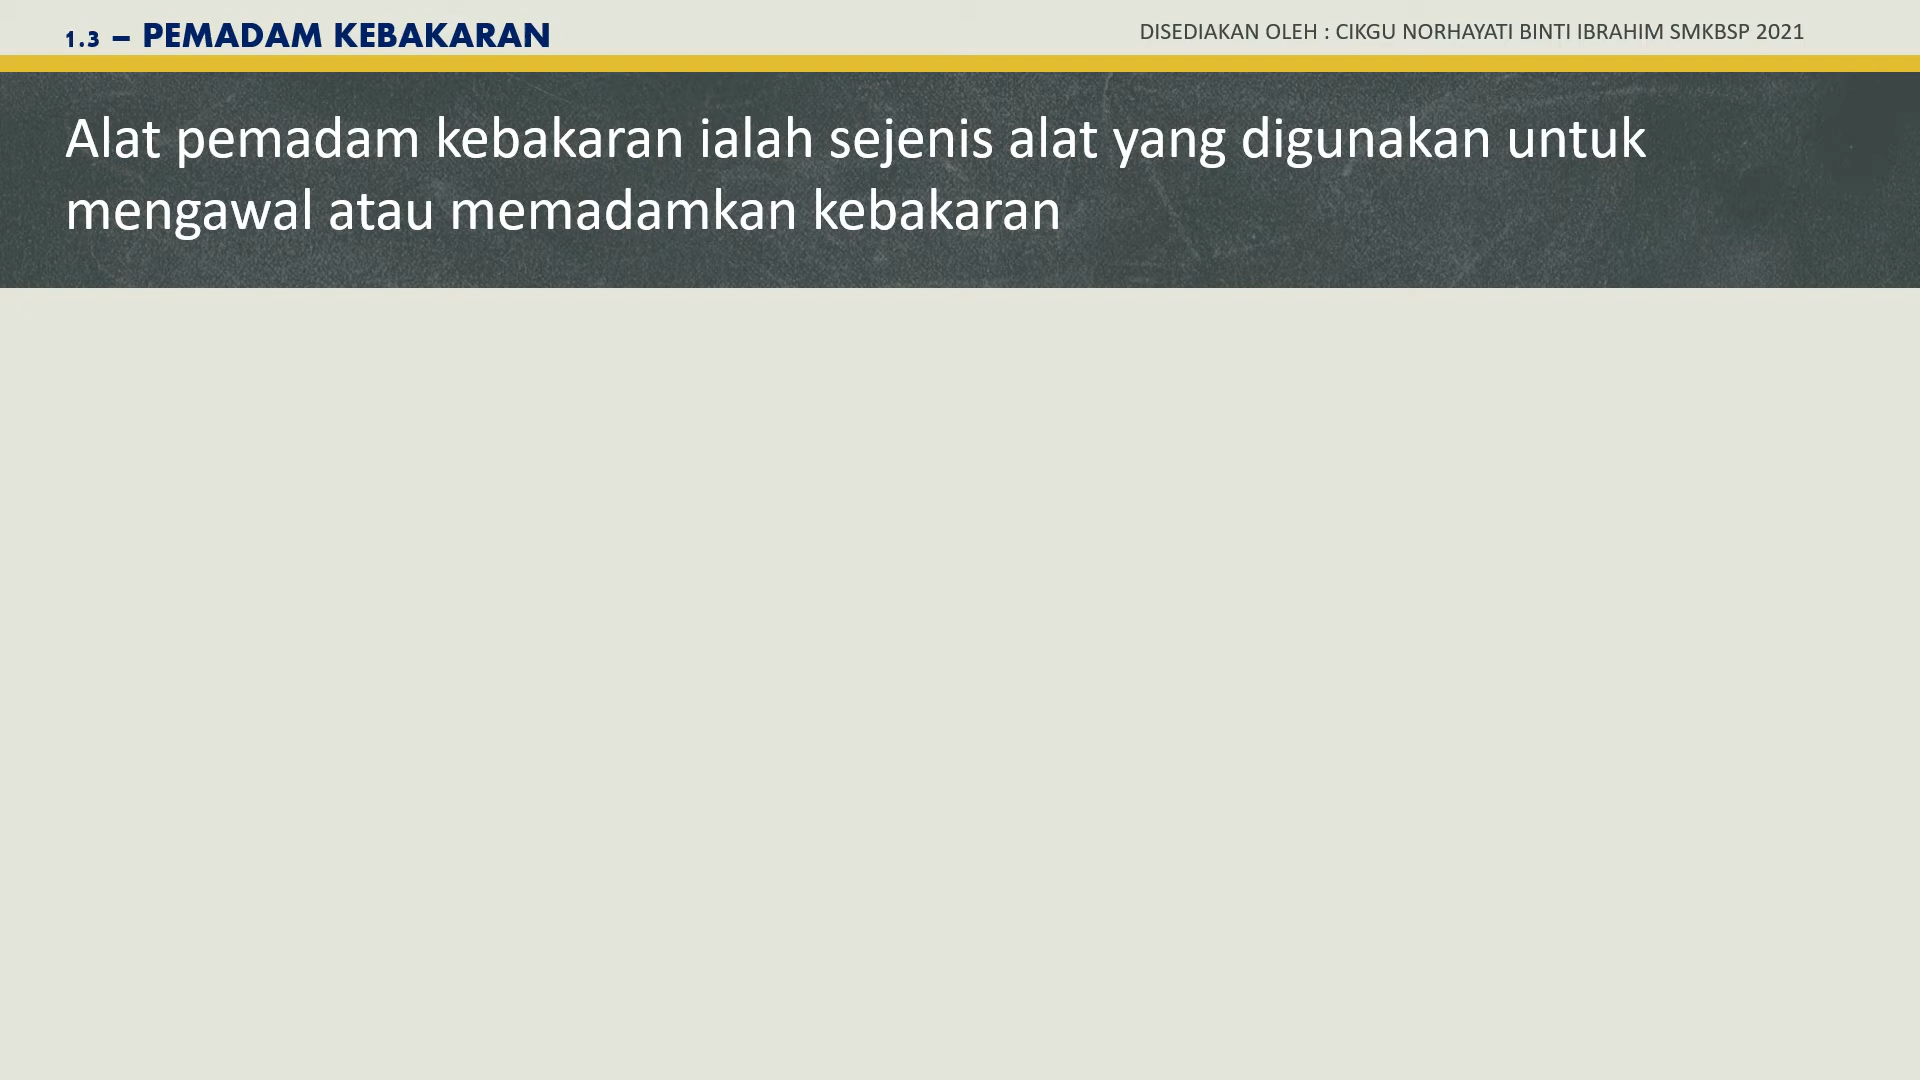 1.3 – PEMADAM KEBAKARAN
DISEDIAKAN OLEH : CIKGU NORHAYATI BINTI IBRAHIM SMKBSP 2021
Alat pemadam kebakaran ialah sejenis alat yang digunakan untuk
mengawal atau memadamkan kebakaran